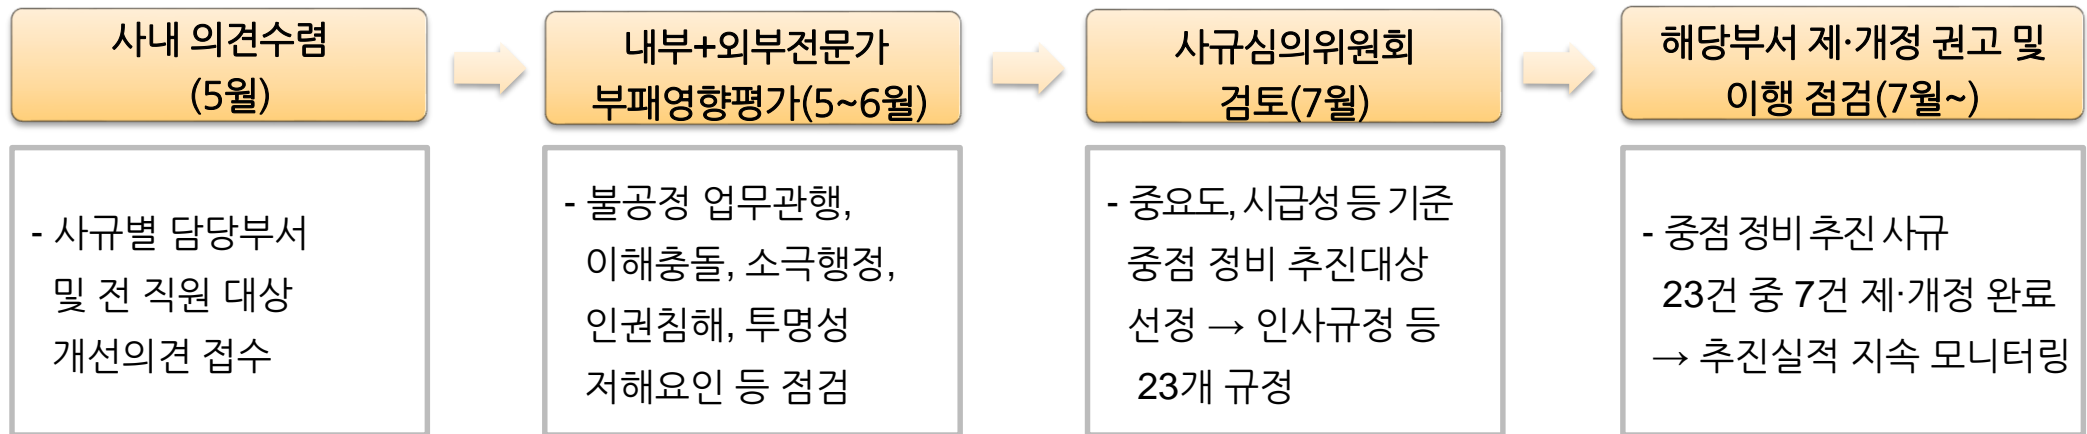 사내 의견수렴
(5월)
- 사규별 담당부서
및 전 직원 대상
개선의견 접수
내부+외부전문가
부패영향평가(5~6월)
- 불공정 업무관행,
이해충돌, 소극행정,
인권침해, 투명성
저해요인 등 점검
사규심의위원회
검토(7월)
- 중요도, 시급성 등 기준
중점 정비 추진대상
선정 → 인사규정 등
23개 규정
해당부서 제·개정 권고 및
이행 점검(7월~)
- 중점 정비 추진 사규
23건 중 7건 제·개정 완료
→ 추진실적 지속 모니터링